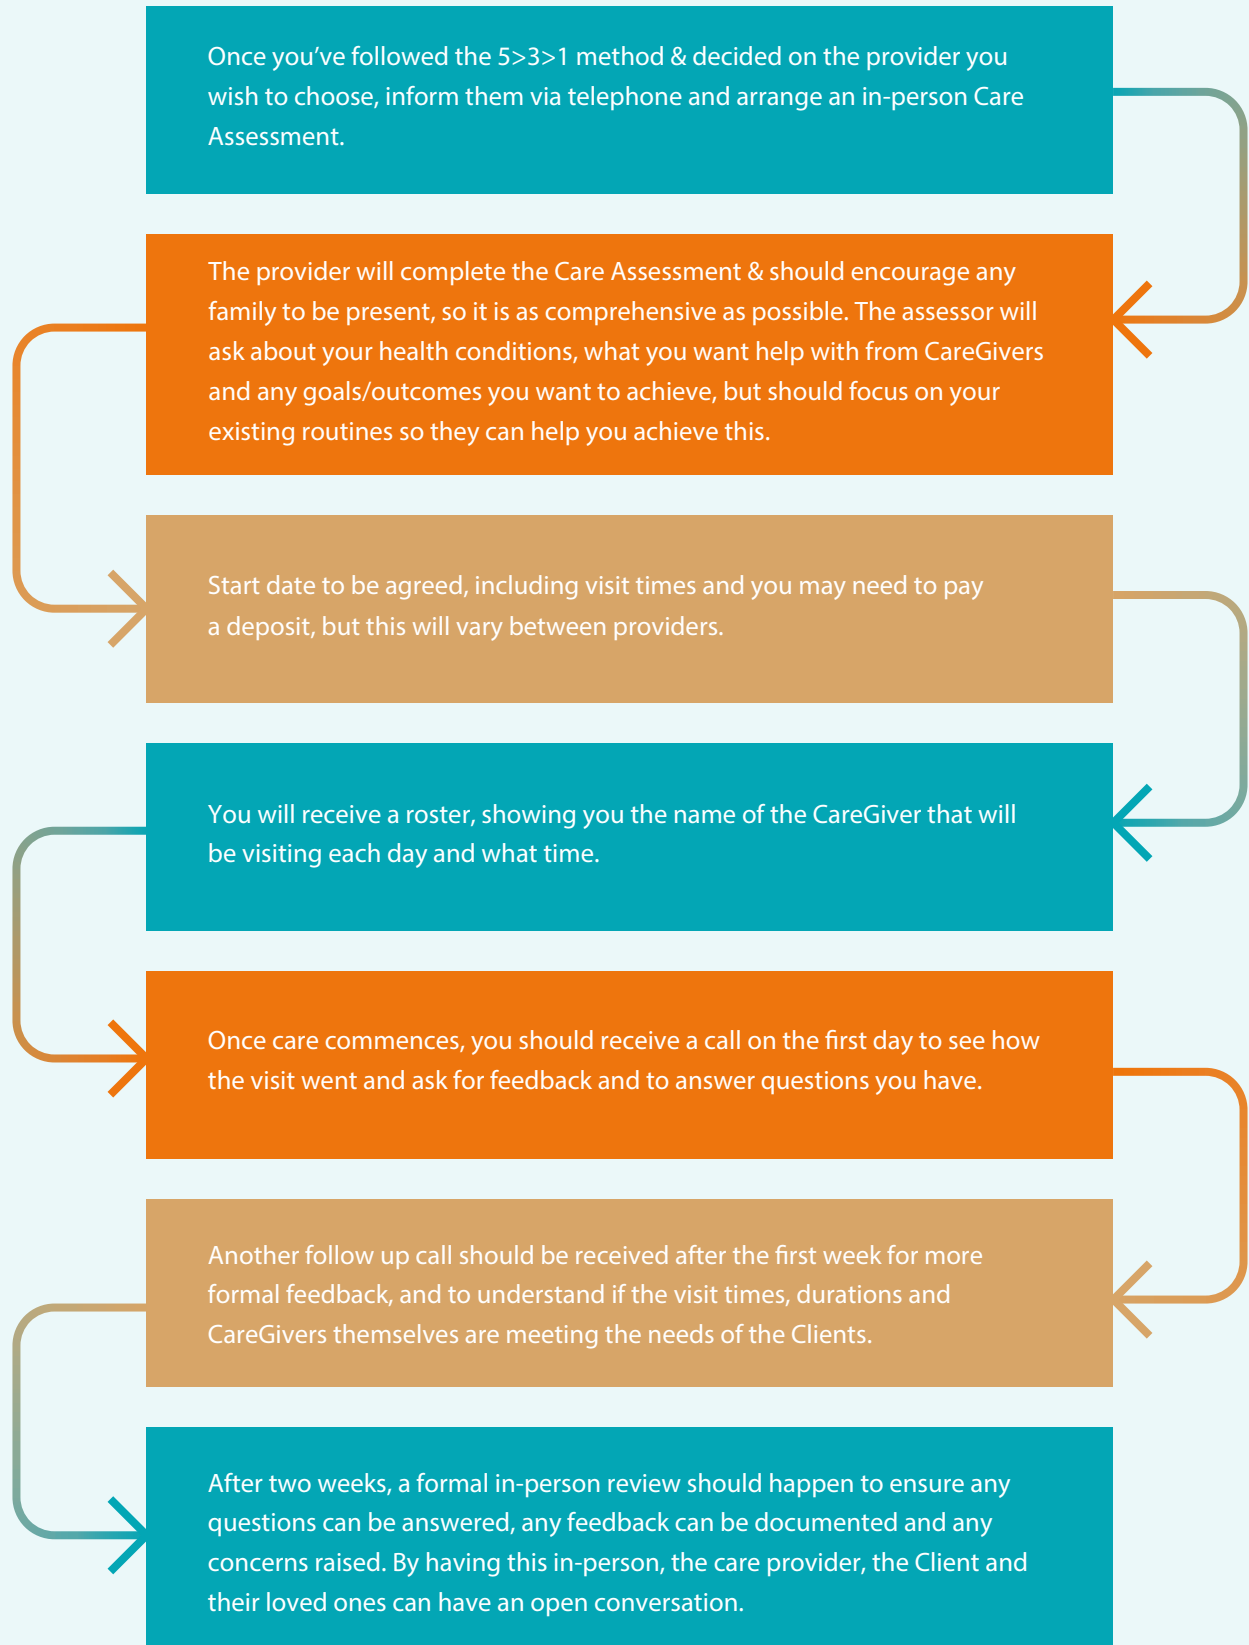 Once you’ve followed the 5>3>1 method & decided on the provider you
wish to choose, inform them via telephone and arrange an in-person Care
Assessment.
The provider will complete the Care Assessment & should encourage any
family to be present, so it is as comprehensive as possible. The assessor will
ask about your health conditions, what you want help with from CareGivers
and any goals/outcomes you want to achieve, but should focus on your
existing routines so they can help you achieve this.
Start date to be agreed, including visit times and you may need to pay
a deposit, but this will vary between providers.
You will receive a roster, showing you the name of the CareGiver that will
be visiting each day and what time.
Once care commences, you should receive a call on the first day to see how
the visit went and ask for feedback and to answer questions you have.
Another follow up call should be received after the first week for more
formal feedback, and to understand if the visit times, durations and
CareGivers themselves are meeting the needs of the Clients.
After two weeks, a formal in-person review should happen to ensure any
questions can be answered, any feedback can be documented and any
concerns raised. By having this in-person, the care provider, the Client and
their loved ones can have an open conversation.